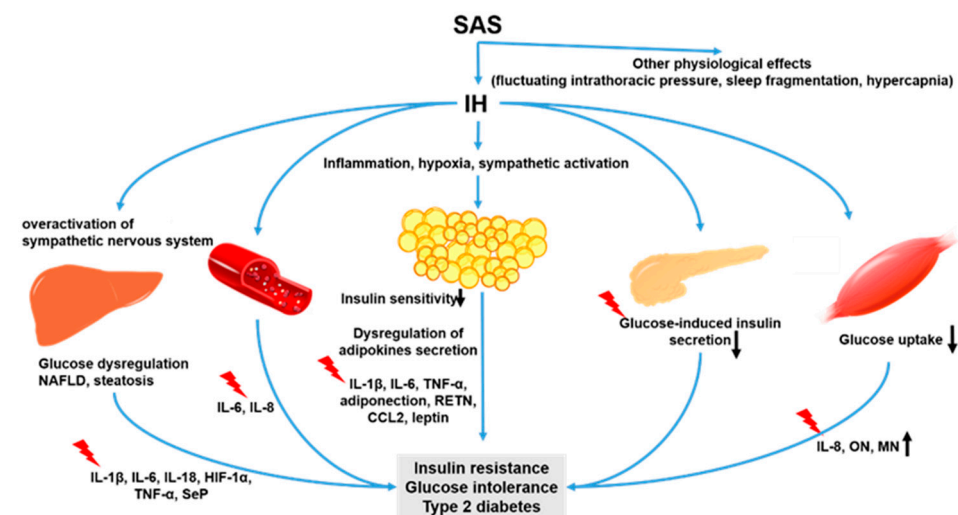 SAS
Other physiological effects
(fluctuating intrathoracic pressure, sleep fragmentation, hypercapnia)
IH
Inflammation, hypoxia, sympathetic activation
overactivation of
sympathetic nervous system
Glucose dysregulation
NAFLD, steatosis
IL-1β, IL-6, IL-18, HIF-1α,
TNF-α, SeP
IL-6, IL-8
Insulin sensitivity
Dysregulation of
adipokines secretion
IL-1β, IL-6, TNF-α,
adiponection, RETN,
CCL2, leptin
Glucose-induced insulin
secretion
Glucose uptake
IL-8, ON, MN
Insulin resistance
Glucose intolerance
Type 2 diabetes